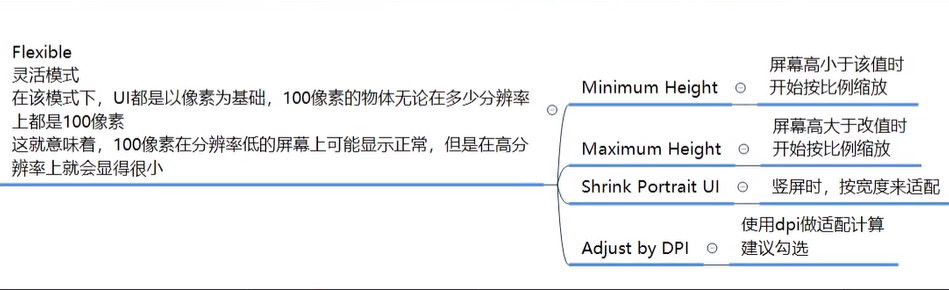 Flexible
灵活模式
在该模式下，UI都是以像素为基础，100像素的物体无论在多少分辨率
上都是100像素
这就意味着，100像素在分辨率低的屏幕上可能显示正常，但是在高分
辨率上就会显得很小
Minimum Height
屏幕高小于该值时
开始按比例缩放
Maximum Height
屏幕高大于改值时
开始按比例缩放
Shrink Portrait UI
竖屏时，按宽度来适配
Adjust by DPI
使用dpi做适配计算
建议勾选